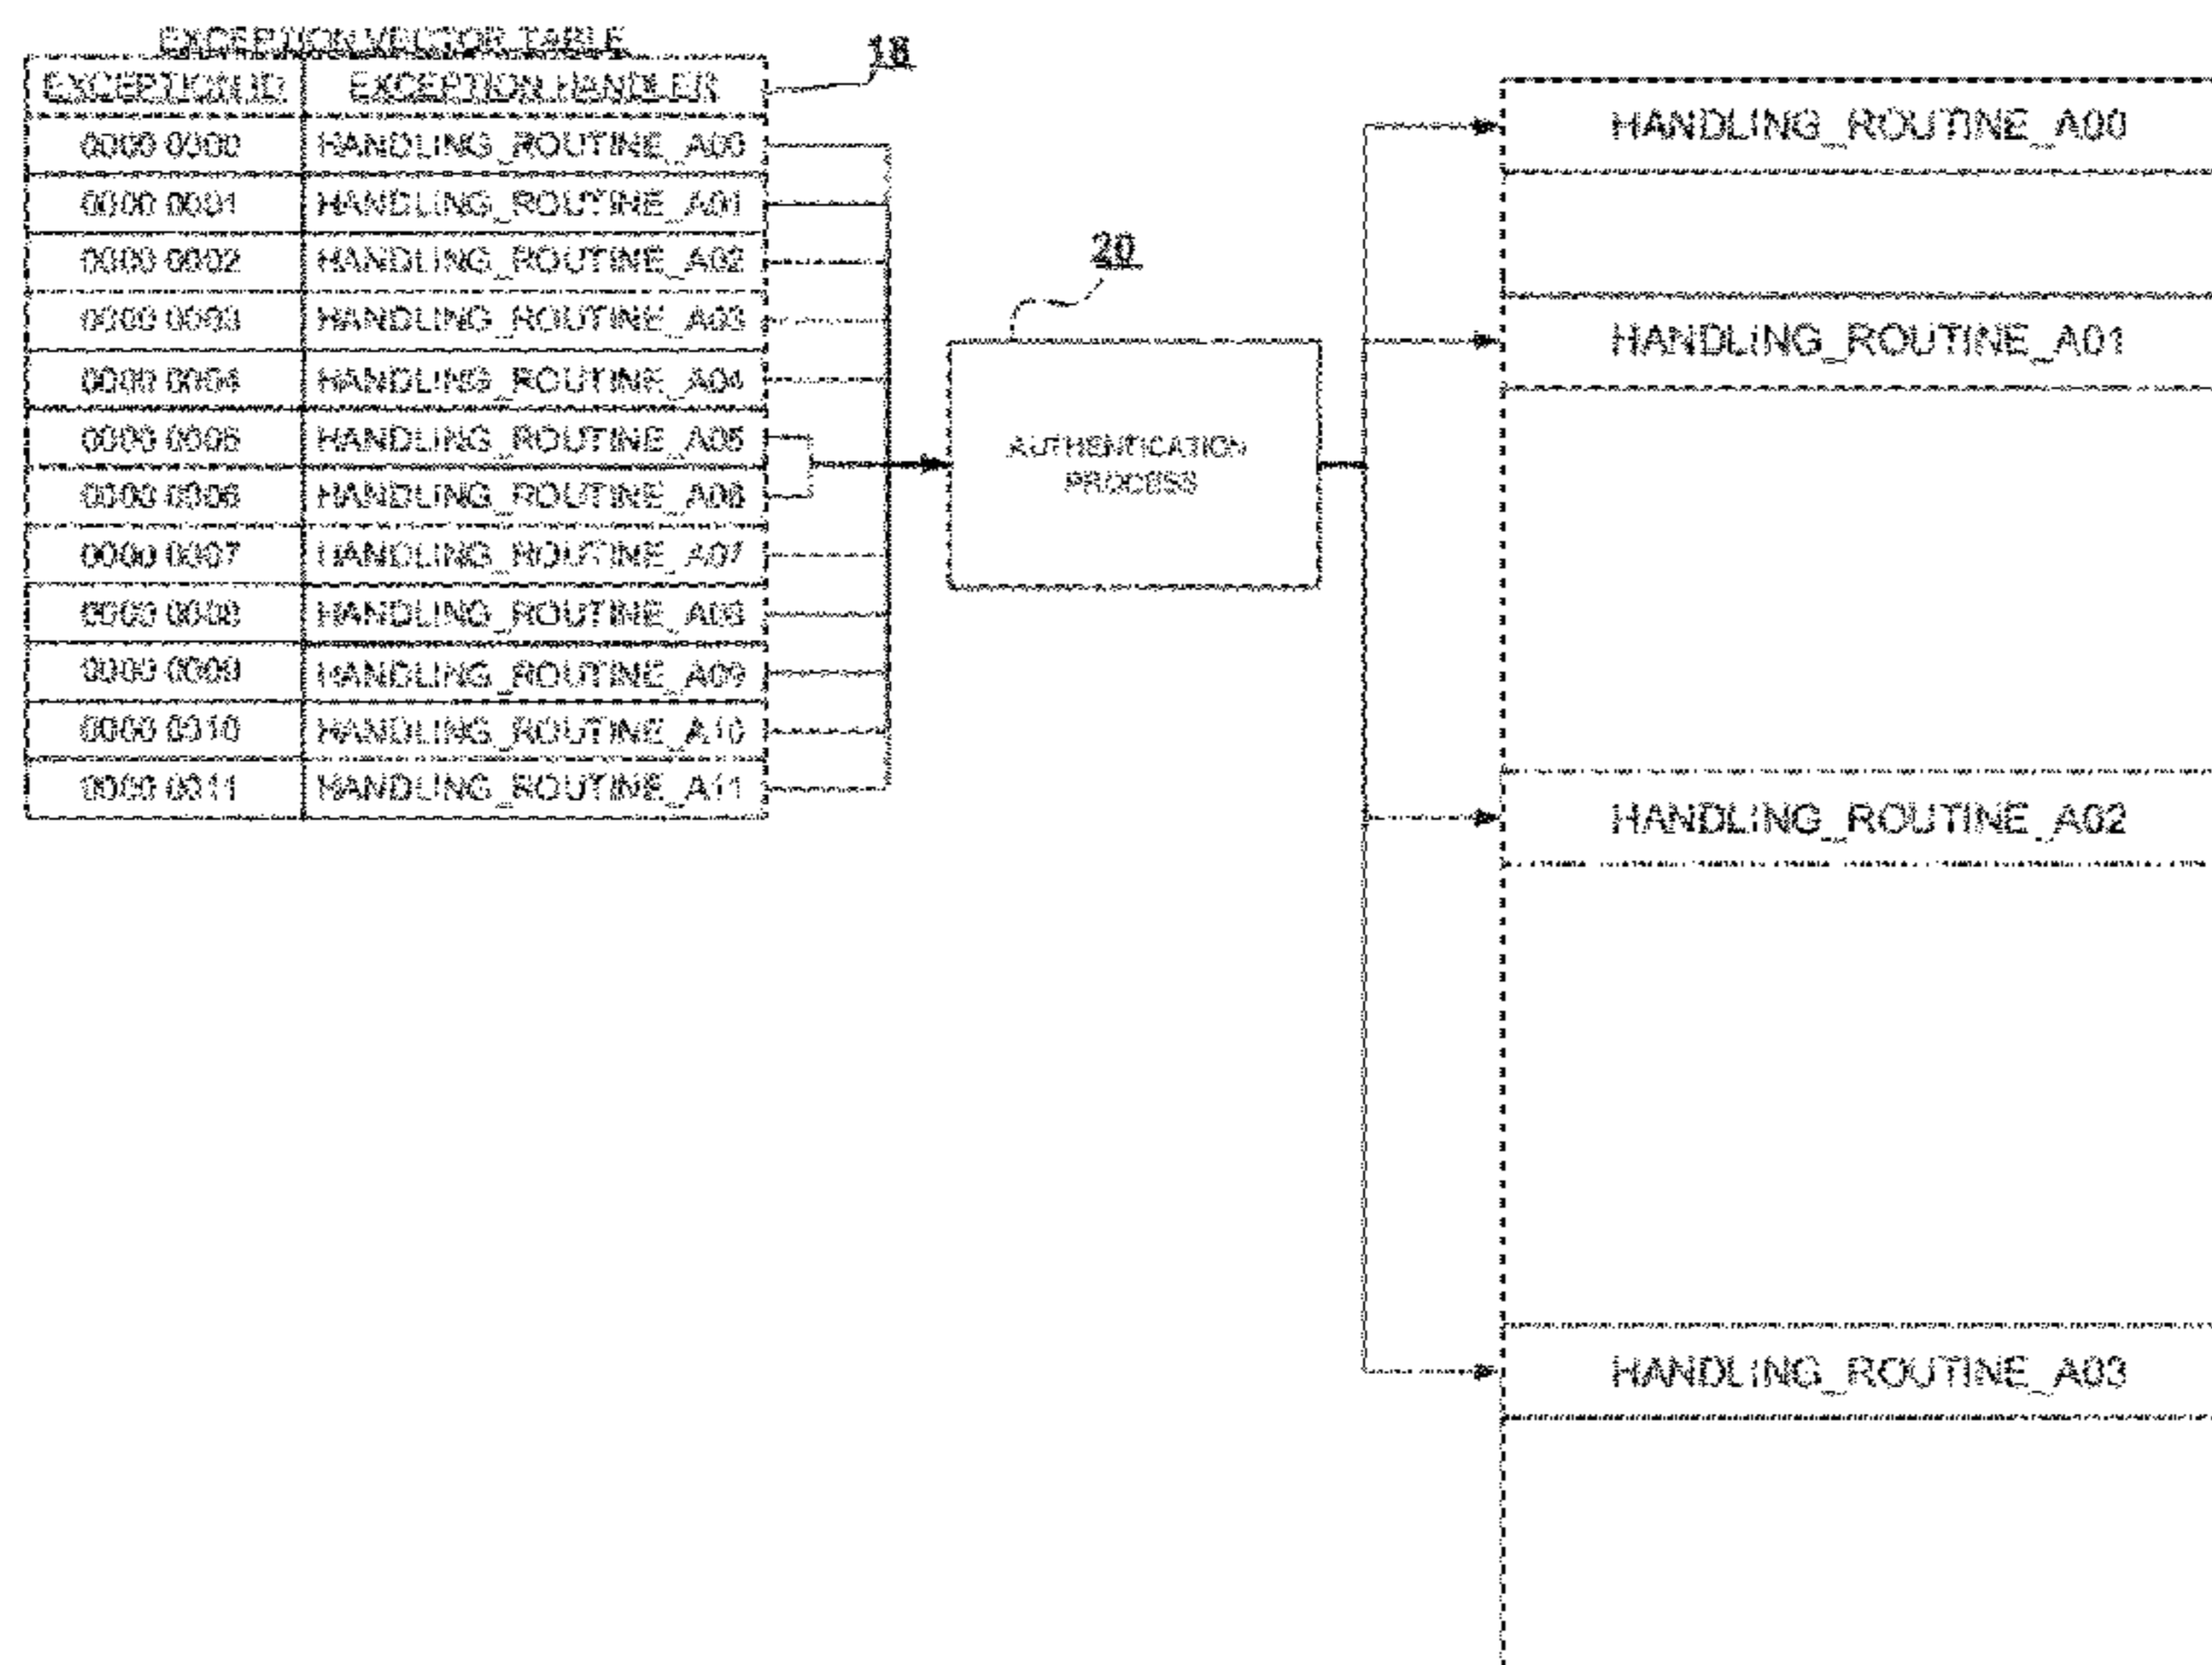 EXCEPTION VECTOR TABLE
18
EXCEPTION ID EXCEPTION HANDLER
0000 0000 HANDLING_ROUTINE_A00
0000 0001 HANDLING_ROUTINE_A01
0000 0002 HANDLING_ROUTINE_A02
0000 0003 HANDLING_ROUTINE_A03
0000 0004 HANDLING_ROUTINE_A04
0000 0005 HANDLING_ROUTINE_A05
0000 0006 HANDLING_ROUTINE_A06
0000 0007 HANDLING_ROUTINE_A07
0000 0008 HANDLING_ROUTINE_A08
0000 0009 HANDLING_ROUTINE_A09
0000 0010 HANDLING_ROUTINE_A10
0000 0011 HANDLING_ROUTINE_A11
20
AUTHENTICATION
PROCESS
HANDLING_ROUTINE_A00
HANDLING_ROUTINE_A01
HANDLING_ROUTINE_A02
HANDLING_ROUTINE_A03